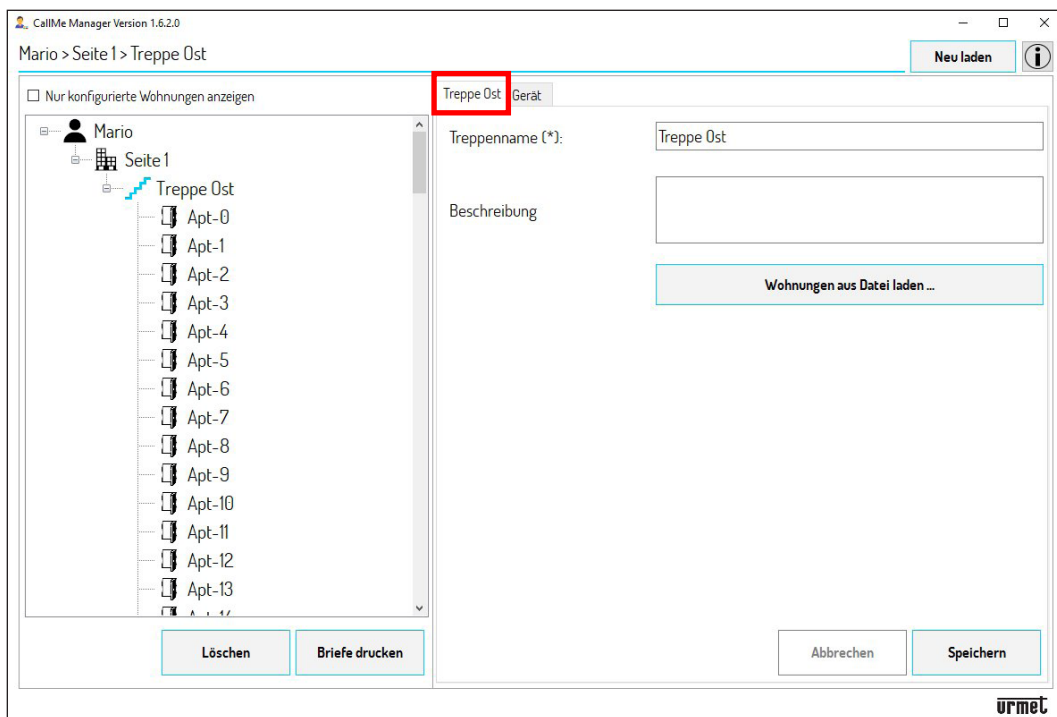 CallMe Manager Version 1.6.2.0
Mario > Seite 1 > Treppe Ost
Neu laden
Nur konfigurierte Wohnungen anzeigen
Mario
Seite 1
Treppe Ost
Apt-0
Apt-1
Apt-2
Apt-3
Apt-4
Apt-5
Apt-6
Apt-7
Apt-8
Apt-9
Apt-10
Apt-11
Apt-12
Apt-13
Löschen
Briefe drucken
Treppe Ost
Gerät
Treppenname (*):
Treppe Ost
Beschreibung
Wohnungen aus Datei laden ...
Abbrechen
Speichern
urmet